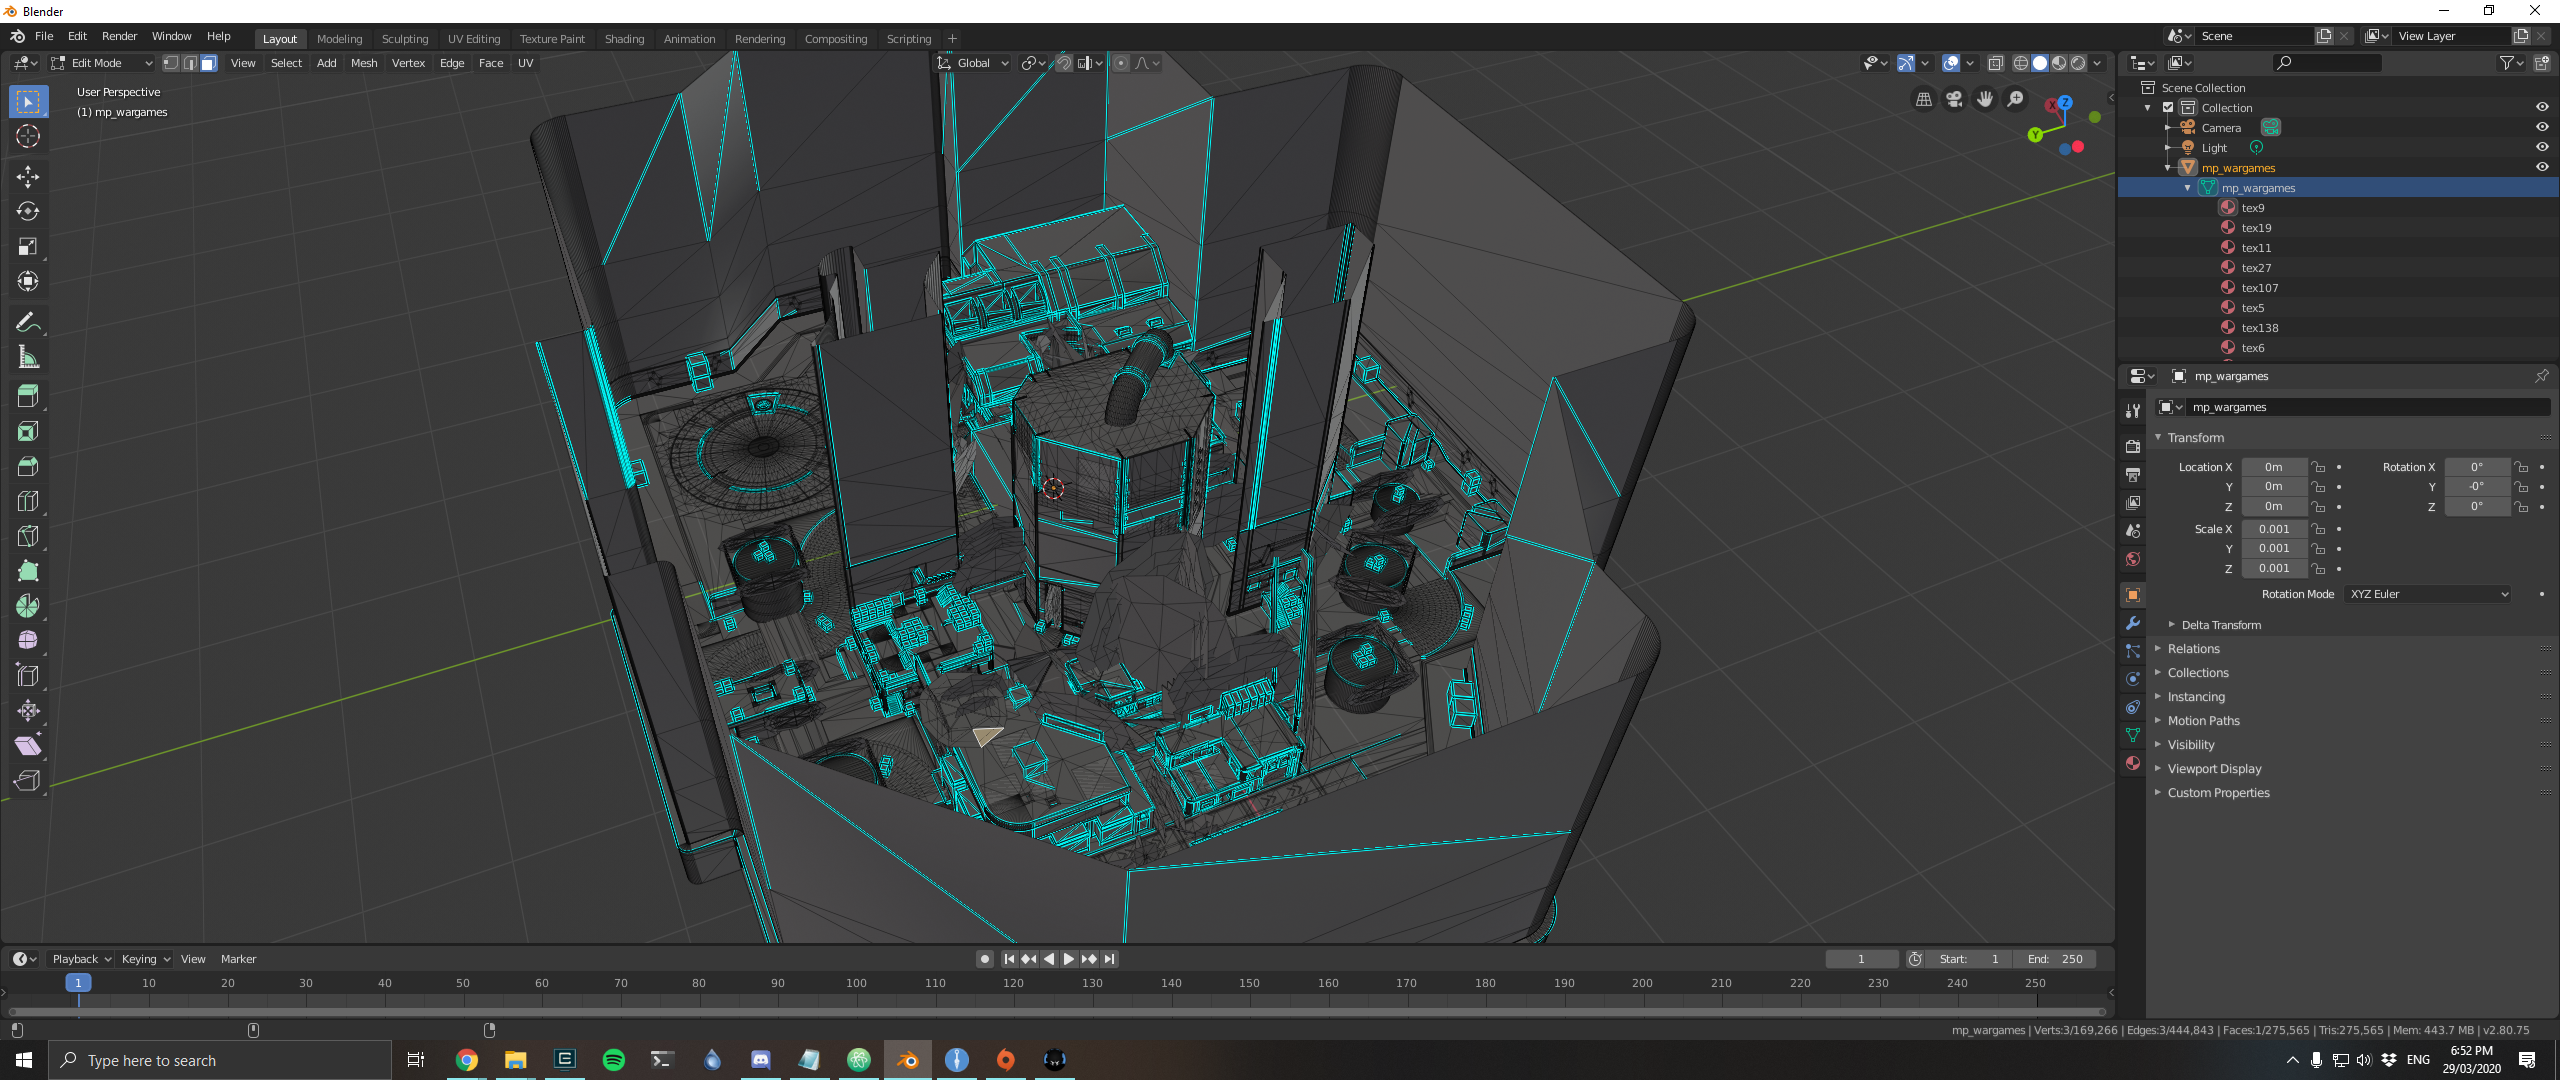 Blender
File Edit Render Window Help
Layout Modeling Sculpting UV Editing Texture Paint Shading Animation Rendering Compositing Scripting +
Scene
View Layer
Edit Mode
View Select Add Mesh Vertex Edge Face UV
Global
User Perspective
(1) mp_wargames
X
Z
Y
Scene Collection
Collection
Camera
Light
mp_wargames
mp_wargames
tex9
tex19
tex11
tex27
tex107
tex5
tex138
tex6
mp_wargames
mp_wargames
Transform
Location X 0m Rotation X 0°
Y 0m Y -0°
Z 0m Z 0°
Scale X 0.001
Y 0.001
Z 0.001
Rotation Mode XYZ Euler
Delta Transform
Relations
Collections
Instancing
Motion Paths
Visibility
Viewport Display
Custom Properties
Playback Keying View Marker
1 Start: 1 End: 250
1 10 20 30 40 50 60 70 80 90 100 110 120 130 140 150 160 170 180 190 200 210 220 230 240 250
mp_wargames | Verts:3/169,266 | Edges:3/444,843 | Faces:1/275,565 | Tris:275,565 | Mem: 443.7 MB | v2.80.75
Type here to search
ENG
6:52 PM
29/03/2020